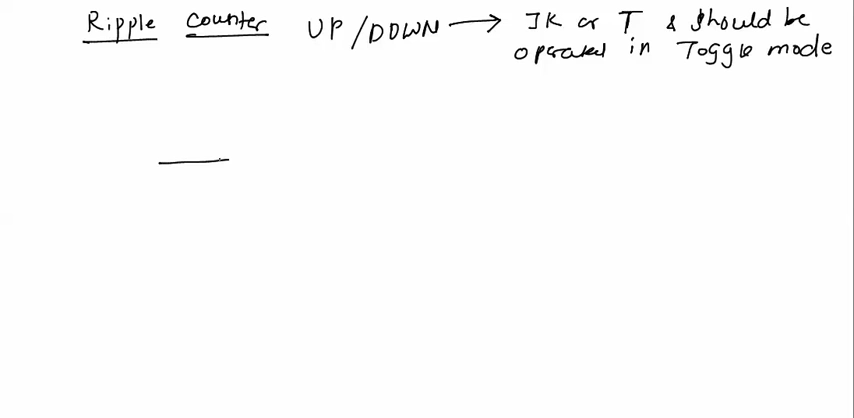 Ripple Counter UP/DOWN → JK or T & should be
operated in Toggle mode